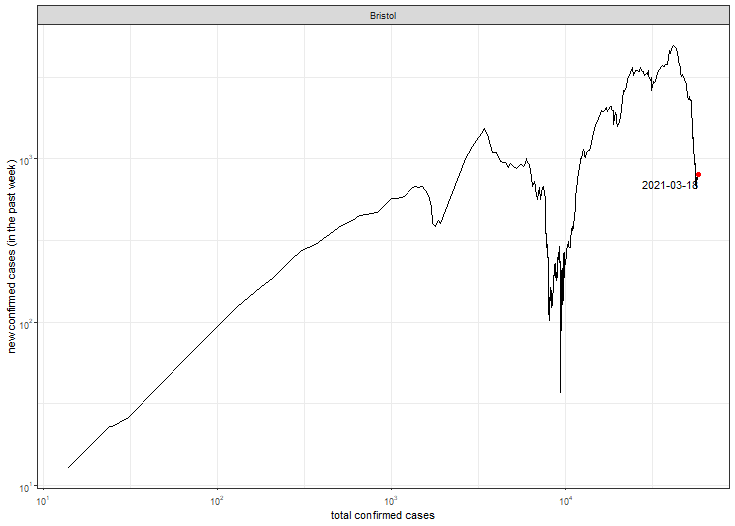 Bristol
new confirmed cases (in the past week)
10³
10²
10¹
2021-03-18
10¹ 10² 10³ 10⁴
total confirmed cases